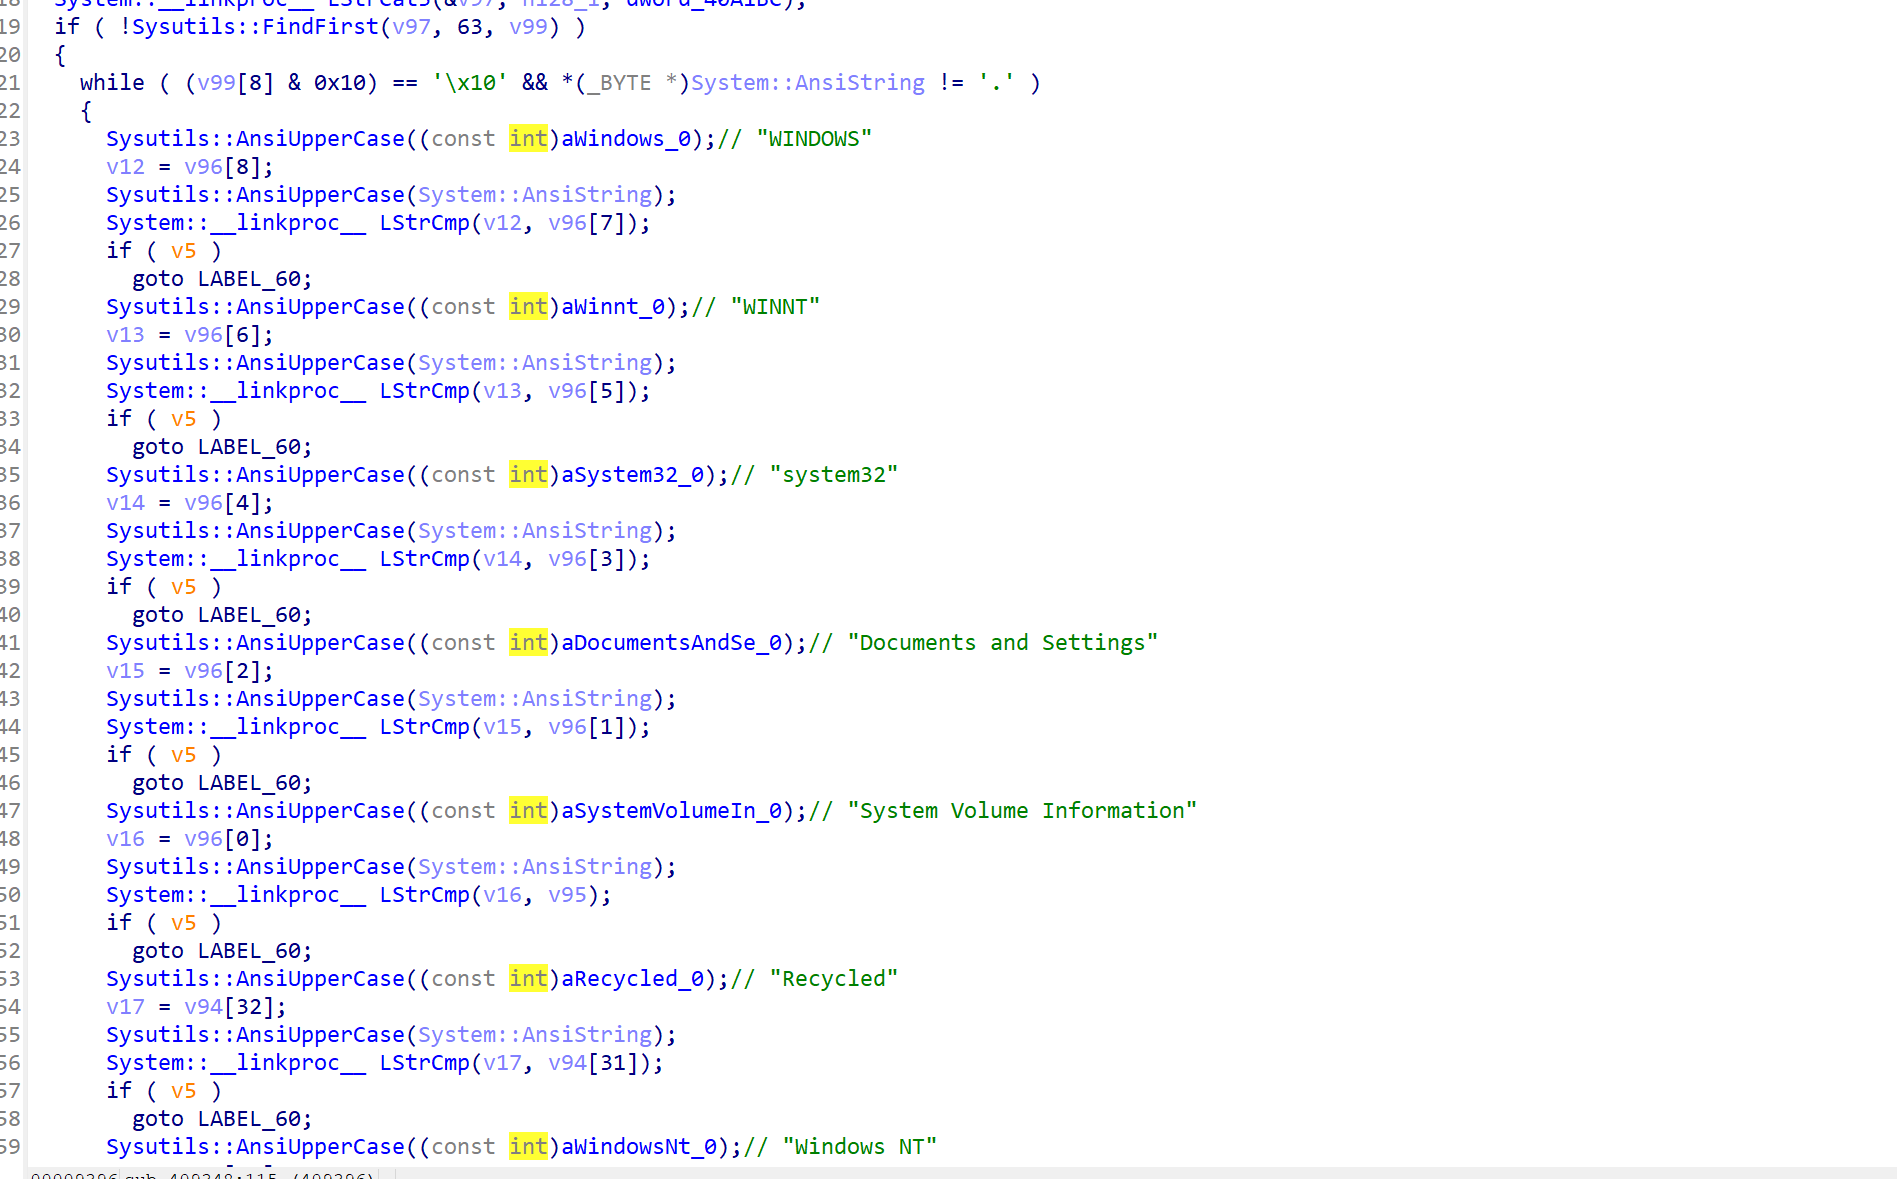 18 System::__linkproc__ LStrCat3(&v97, n128_1, dword_40A1BC);
19 if ( !Sysutils::FindFirst(v97, 63, v99) )
20 {
21 while ( (v99[8] & 0x10) == '\x10' && *(_BYTE *)System::AnsiString != '.' )
22 {
23 Sysutils::AnsiUpperCase((const int)aWindows_0);// "WINDOWS"
24 v12 = v96[8];
25 Sysutils::AnsiUpperCase(System::AnsiString);
26 System::__linkproc__ LStrCmp(v12, v96[7]);
27 if ( v5 )
28 goto LABEL_60;
29 Sysutils::AnsiUpperCase((const int)aWinnt_0);// "WINNT"
30 v13 = v96[6];
31 Sysutils::AnsiUpperCase(System::AnsiString);
32 System::__linkproc__ LStrCmp(v13, v96[5]);
33 if ( v5 )
34 goto LABEL_60;
35 Sysutils::AnsiUpperCase((const int)aSystem32_0);// "system32"
36 v14 = v96[4];
37 Sysutils::AnsiUpperCase(System::AnsiString);
38 System::__linkproc__ LStrCmp(v14, v96[3]);
39 if ( v5 )
40 goto LABEL_60;
41 Sysutils::AnsiUpperCase((const int)aDocumentsAndSe_0);// "Documents and Settings"
42 v15 = v96[2];
43 Sysutils::AnsiUpperCase(System::AnsiString);
44 System::__linkproc__ LStrCmp(v15, v96[1]);
45 if ( v5 )
46 goto LABEL_60;
47 Sysutils::AnsiUpperCase((const int)aSystemVolumeIn_0);// "System Volume Information"
48 v16 = v96[0];
49 Sysutils::AnsiUpperCase(System::AnsiString);
50 System::__linkproc__ LStrCmp(v16, v95);
51 if ( v5 )
52 goto LABEL_60;
53 Sysutils::AnsiUpperCase((const int)aRecycled_0);// "Recycled"
54 v17 = v94[32];
55 Sysutils::AnsiUpperCase(System::AnsiString);
56 System::__linkproc__ LStrCmp(v17, v94[31]);
57 if ( v5 )
58 goto LABEL_60;
59 Sysutils::AnsiUpperCase((const int)aWindowsNt_0);// "Windows NT"